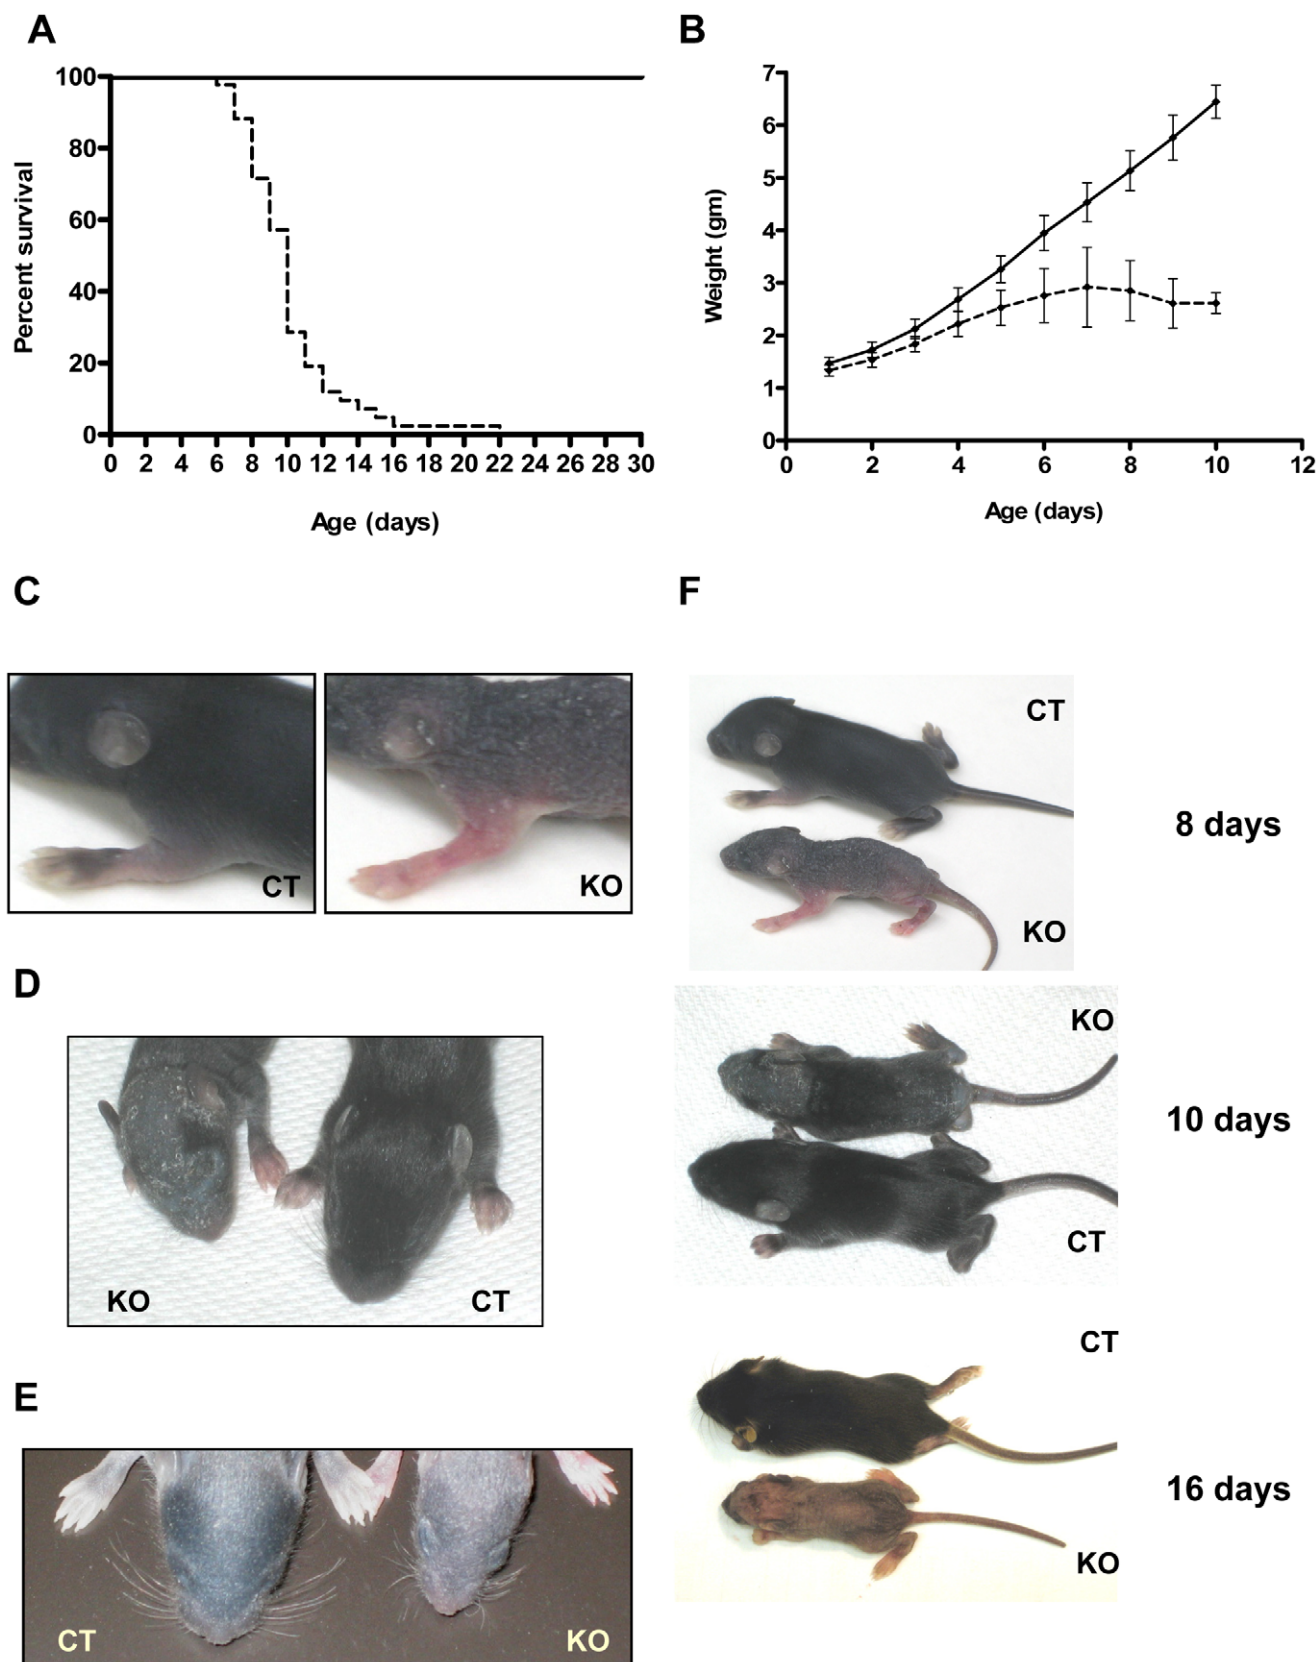 A
100
80
60
40
20
0
Percent survival
0 2 4 6 8 10 12 14 16 18 20 22 24 26 28 30
Age (days)
B
7
6
5
4
3
2
1
0
Weight (gm)
0 2 4 6 8 10 12
Age (days)
C
CT
KO
D
KO
CT
E
CT
KO
F
CT
KO
8 days
KO
CT
10 days
CT
KO
16 days